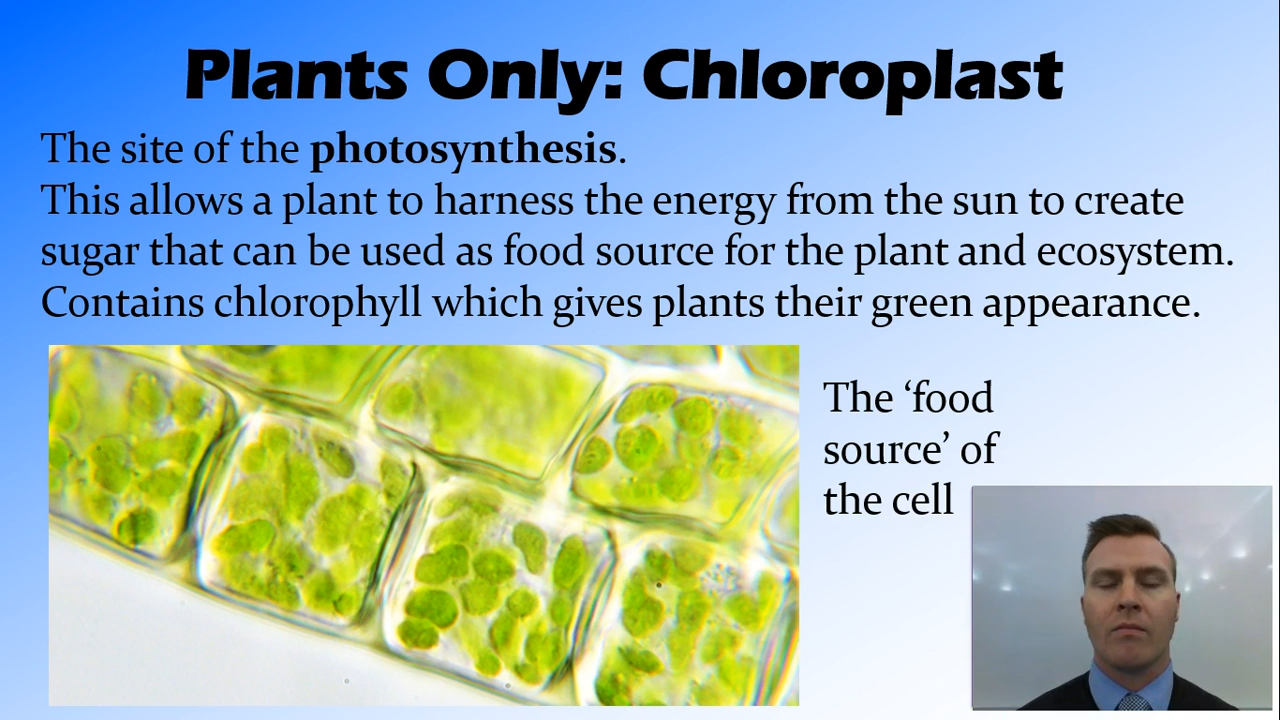 Plants Only: Chloroplast
The site of the photosynthesis.
This allows a plant to harness the energy from the sun to create
sugar that can be used as food source for the plant and ecosystem.
Contains chlorophyll which gives plants their green appearance.
The ‘food
source’ of
the cell